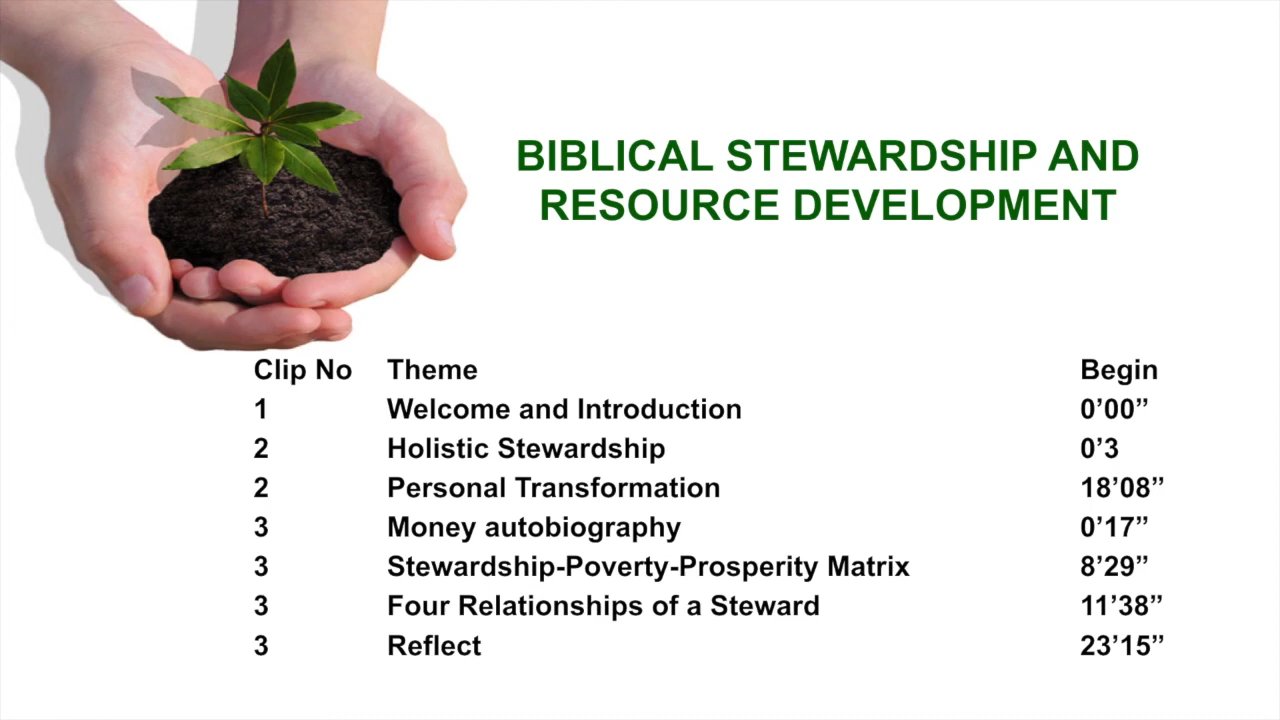 BIBLICAL STEWARDSHIP AND
RESOURCE DEVELOPMENT
Clip No Theme Begin
1 Welcome and Introduction 0’00”
2 Holistic Stewardship 0’3
2 Personal Transformation 18’08”
3 Money autobiography 0’17”
3 Stewardship-Poverty-Prosperity Matrix 8’29”
3 Four Relationships of a Steward 11’38”
3 Reflect 23’15”